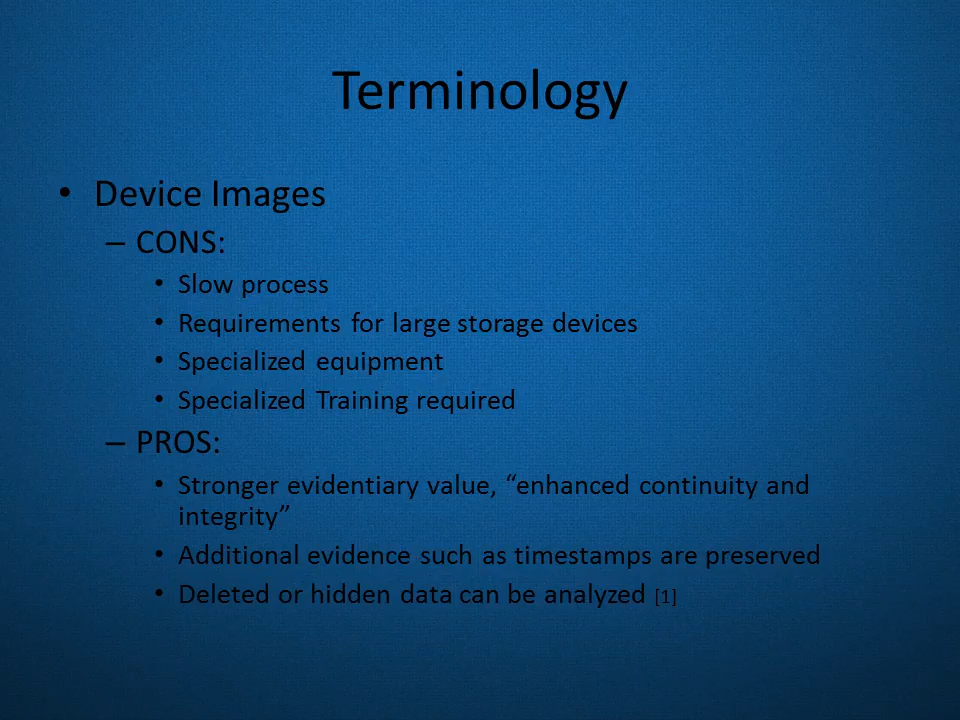 Terminology
• Device Images
– CONS:
• Slow process
• Requirements for large storage devices
• Specialized equipment
• Specialized Training required
– PROS:
• Stronger evidentiary value, “enhanced continuity and
integrity”
• Additional evidence such as timestamps are preserved
• Deleted or hidden data can be analyzed [1]